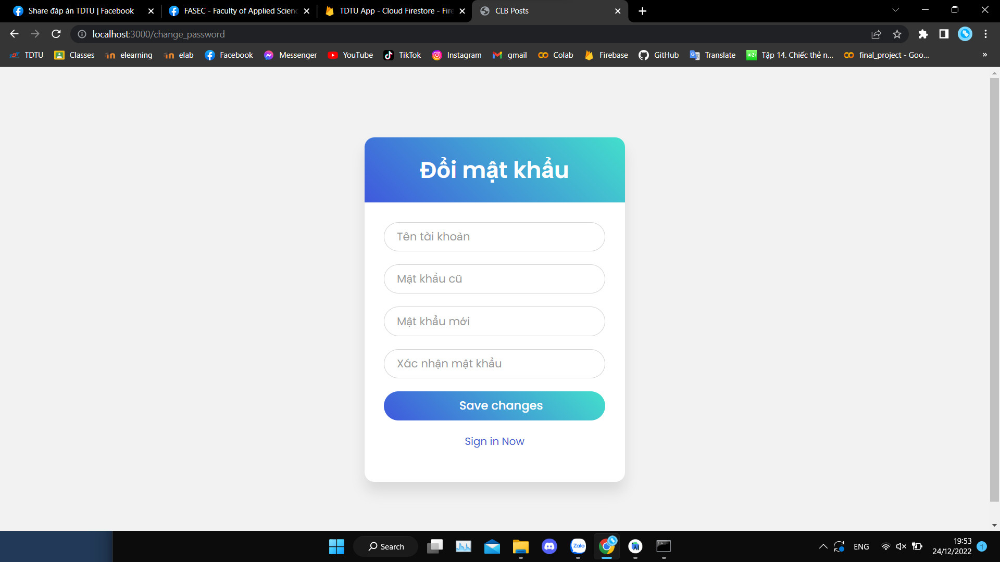 Share đáp án TDTU | Facebook
FASEC - Faculty of Applied Scienc
TDTU App - Cloud Firestore - Fire
CLB Posts
localhost:3000/change_password
TDTU
Classes
elearning
elab
Facebook
Messenger
YouTube
TikTok
Instagram
gmail
Colab
Firebase
GitHub
Translate
Tập 14. Chiếc thẻ n...
final_project - Goo...
»
Đổi mật khẩu
Tên tài khoản
Mật khẩu cũ
Mật khẩu mới
Xác nhận mật khẩu
Save changes
Sign in Now
Search
Zalo
ENG
19:53
24/12/2022
1